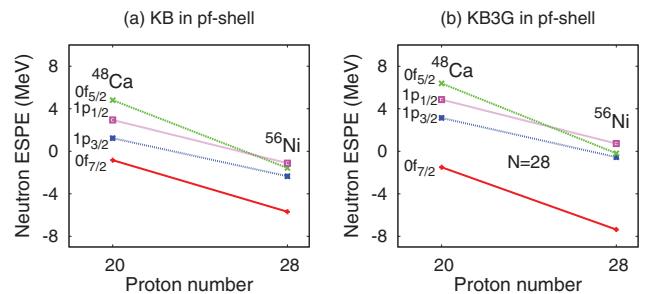 (a) KB in pf-shell
Neutron ESPE (MeV)
8
4
0
-4
-8
48Ca
0f5/2
1p1/2
1p3/2
0f7/2
56Ni
20
28
Proton number
(b) KB3G in pf-shell
Neutron ESPE (MeV)
8
4
0
-4
-8
48Ca
0f5/2
1p1/2
1p3/2
0f7/2
56Ni
N=28
20
28
Proton number